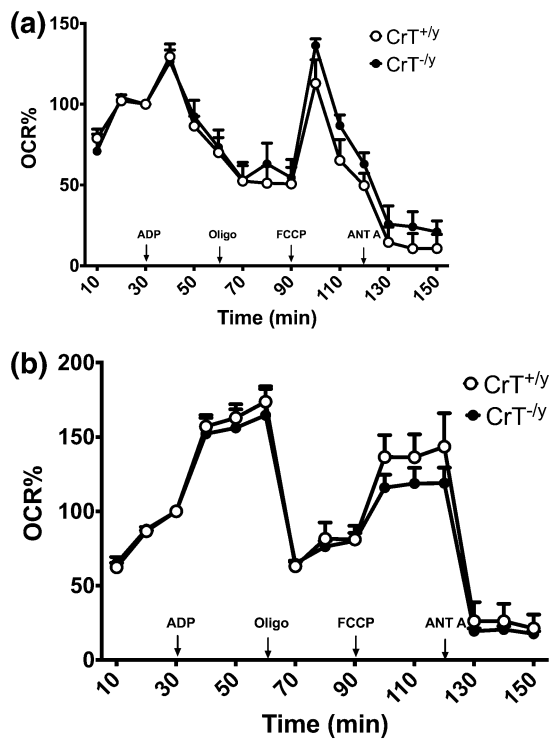 (a)
150
100
50
0
OCR%
CrT+/y
CrT-/y
ADP
Oligo
FCCP
ANT A
10
30
50
70
90
110
130
150
Time (min)
(b)
200
150
100
50
0
OCR%
CrT+/y
CrT-/y
ADP
Oligo
FCCP
ANT A
10
30
50
70
90
110
130
150
Time (min)